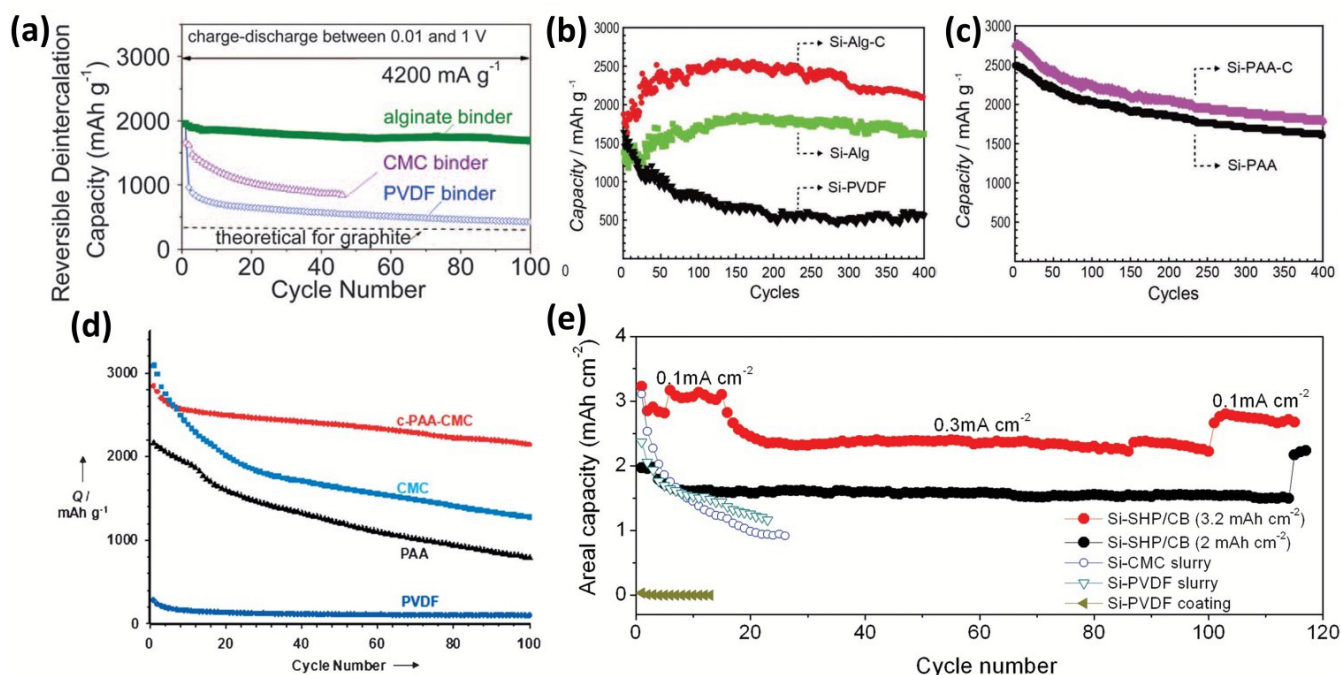 (a)
charge-discharge between 0.01 and 1 V
4200 mA g⁻¹
alginate binder
CMC binder
PVDF binder
theoretical for graphite
Reversible Deintercalation
Capacity (mAh g⁻¹)
4000
3000
2000
1000
0
0 20 40 60 80 100
Cycle Number
(b)
Capacity / mAh g⁻¹
4000
3500
3000
2500
2000
1500
1000
500
0
Si-Alg-C
Si-Alg
Si-PVDF
0 50 100 150 200 250 300 350 400
Cycles
(c)
Capacity / mAh g⁻¹
4000
3500
3000
2500
2000
1500
1000
500
0
Si-PAA-C
Si-PAA
0 50 100 150 200 250 300 350 400
Cycles
(d)
Q /
mAh g⁻¹
3000
2000
1000
0
c-PAA-CMC
CMC
PAA
PVDF
0 20 40 60 80 100
Cycle Number
(e)
Areal capacity (mAh cm⁻²)
4
3
2
1
0
0.1mA cm⁻²
0.3mA cm⁻²
0.1mA cm⁻²
Si-SHP/CB (3.2 mAh cm⁻²)
Si-SHP/CB (2 mAh cm⁻²)
Si-CMC slurry
Si-PVDF slurry
Si-PVDF coating
0 20 40 60 80 100 120
Cycle number